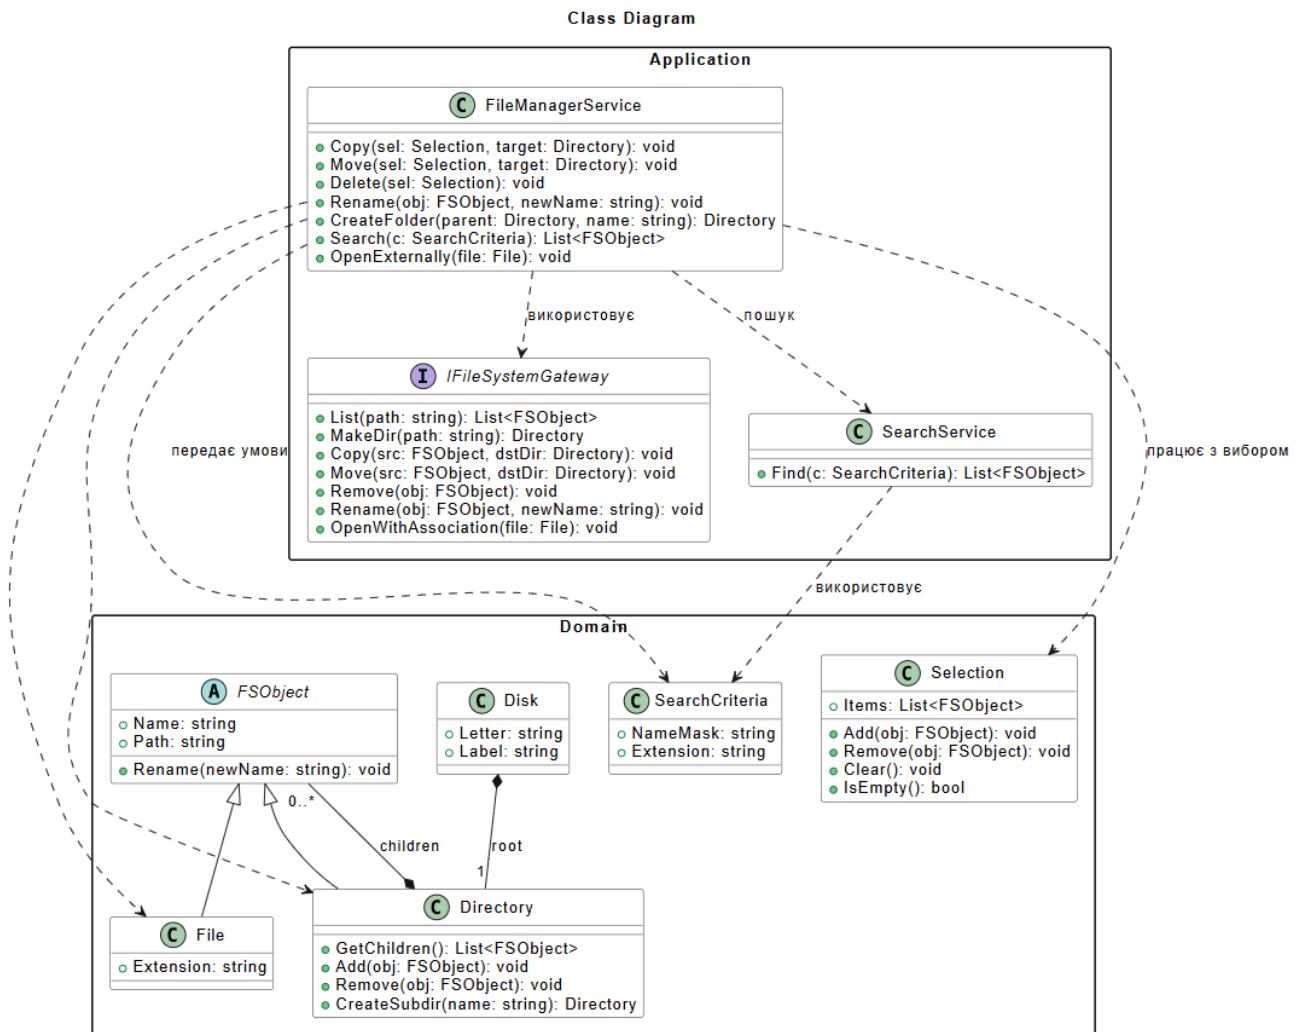 Class Diagram
Application
C FileManagerService
Copy(sel: Selection, target: Directory): void
Move(sel: Selection, target: Directory): void
Delete(sel: Selection): void
Rename(obj: FSObject, newName: string): void
CreateFolder(parent: Directory, name: string): Directory
Search(c: SearchCriteria): List<FSObject>
OpenExternally(file: File): void
використовує
пошук
I IFileSystemGateway
List(path: string): List<FSObject>
MakeDir(path: string): Directory
Copy(src: FSObject, dstDir: Directory): void
Move(src: FSObject, dstDir: Directory): void
Remove(obj: FSObject): void
Rename(obj: FSObject, newName: string): void
OpenWithAssociation(file: File): void
C SearchService
Find(c: SearchCriteria): List<FSObject>
передає умови
працює з вибором
використовує
Domain
A FSObject
Name: string
Path: string
Rename(newName: string): void
C Disk
Letter: string
Label: string
C SearchCriteria
NameMask: string
Extension: string
C Selection
Items: List<FSObject>
Add(obj: FSObject): void
Remove(obj: FSObject): void
Clear(): void
IsEmpty(): bool
0..*
children
root
1
C File
Extension: string
C Directory
GetChildren(): List<FSObject>
Add(obj: FSObject): void
Remove(obj: FSObject): void
CreateSubdir(name: string): Directory